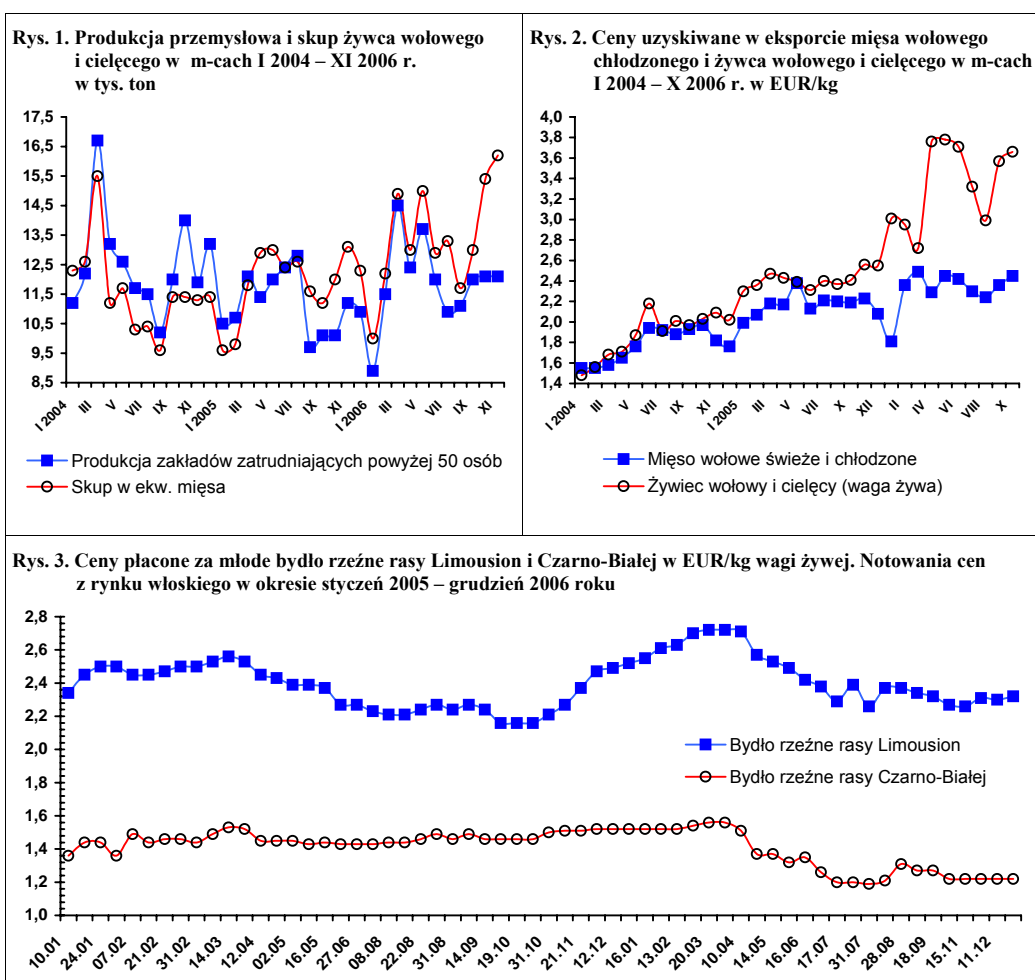 Rys. 1. Produkcja przemysłowa i skup żywca wołowego
i cielęcego w m-cach I 2004 – XI 2006 r.
w tys. ton
17,5
16,5
15,5
14,5
13,5
12,5
11,5
10,5
9,5
8,5
I 2004
III
V
VII
IX
XI
I 2005
III
V
VII
IX
XI
I 2006
III
V
VII
IX
XI
Produkcja zakładów zatrudniających powyżej 50 osób
Skup w ekw. mięsa
Rys. 2. Ceny uzyskiwane w eksporcie mięsa wołowego
chłodzonego i żywca wołowego i cielęcego w m-cach
I 2004 – X 2006 r. w EUR/kg
4,0
3,8
3,6
3,4
3,2
3,0
2,8
2,6
2,4
2,2
2,0
1,8
1,6
1,4
I 2004
III
V
VII
IX
XI
I 2005
III
V
VII
X
XII
II
IV
VI
VIII
X
Mięso wołowe świeże i chłodzone
Żywiec wołowy i cielęcy (waga żywa)
Rys. 3. Ceny płacone za młode bydło rzeźne rasy Limousion i Czarno-Białej w EUR/kg wagi żywej. Notowania cen
z rynku włoskiego w okresie styczeń 2005 – grudzień 2006 roku
2,8
2,6
2,4
2,2
2,0
1,8
1,6
1,4
1,2
1,0
Bydło rzeźne rasy Limousion
Bydło rzeźne rasy Czarno-Białej
10.01
24.01
07.02
21.02
31.02
14.03
12.04
02.05
31.05
27.06
08.08
22.08
31.08
14.09
19.10
31.10
21.11
12.12
16.01
13.02
20.03
10.04
14.05
16.06
17.07
31.07
28.08
18.09
15.11
11.12